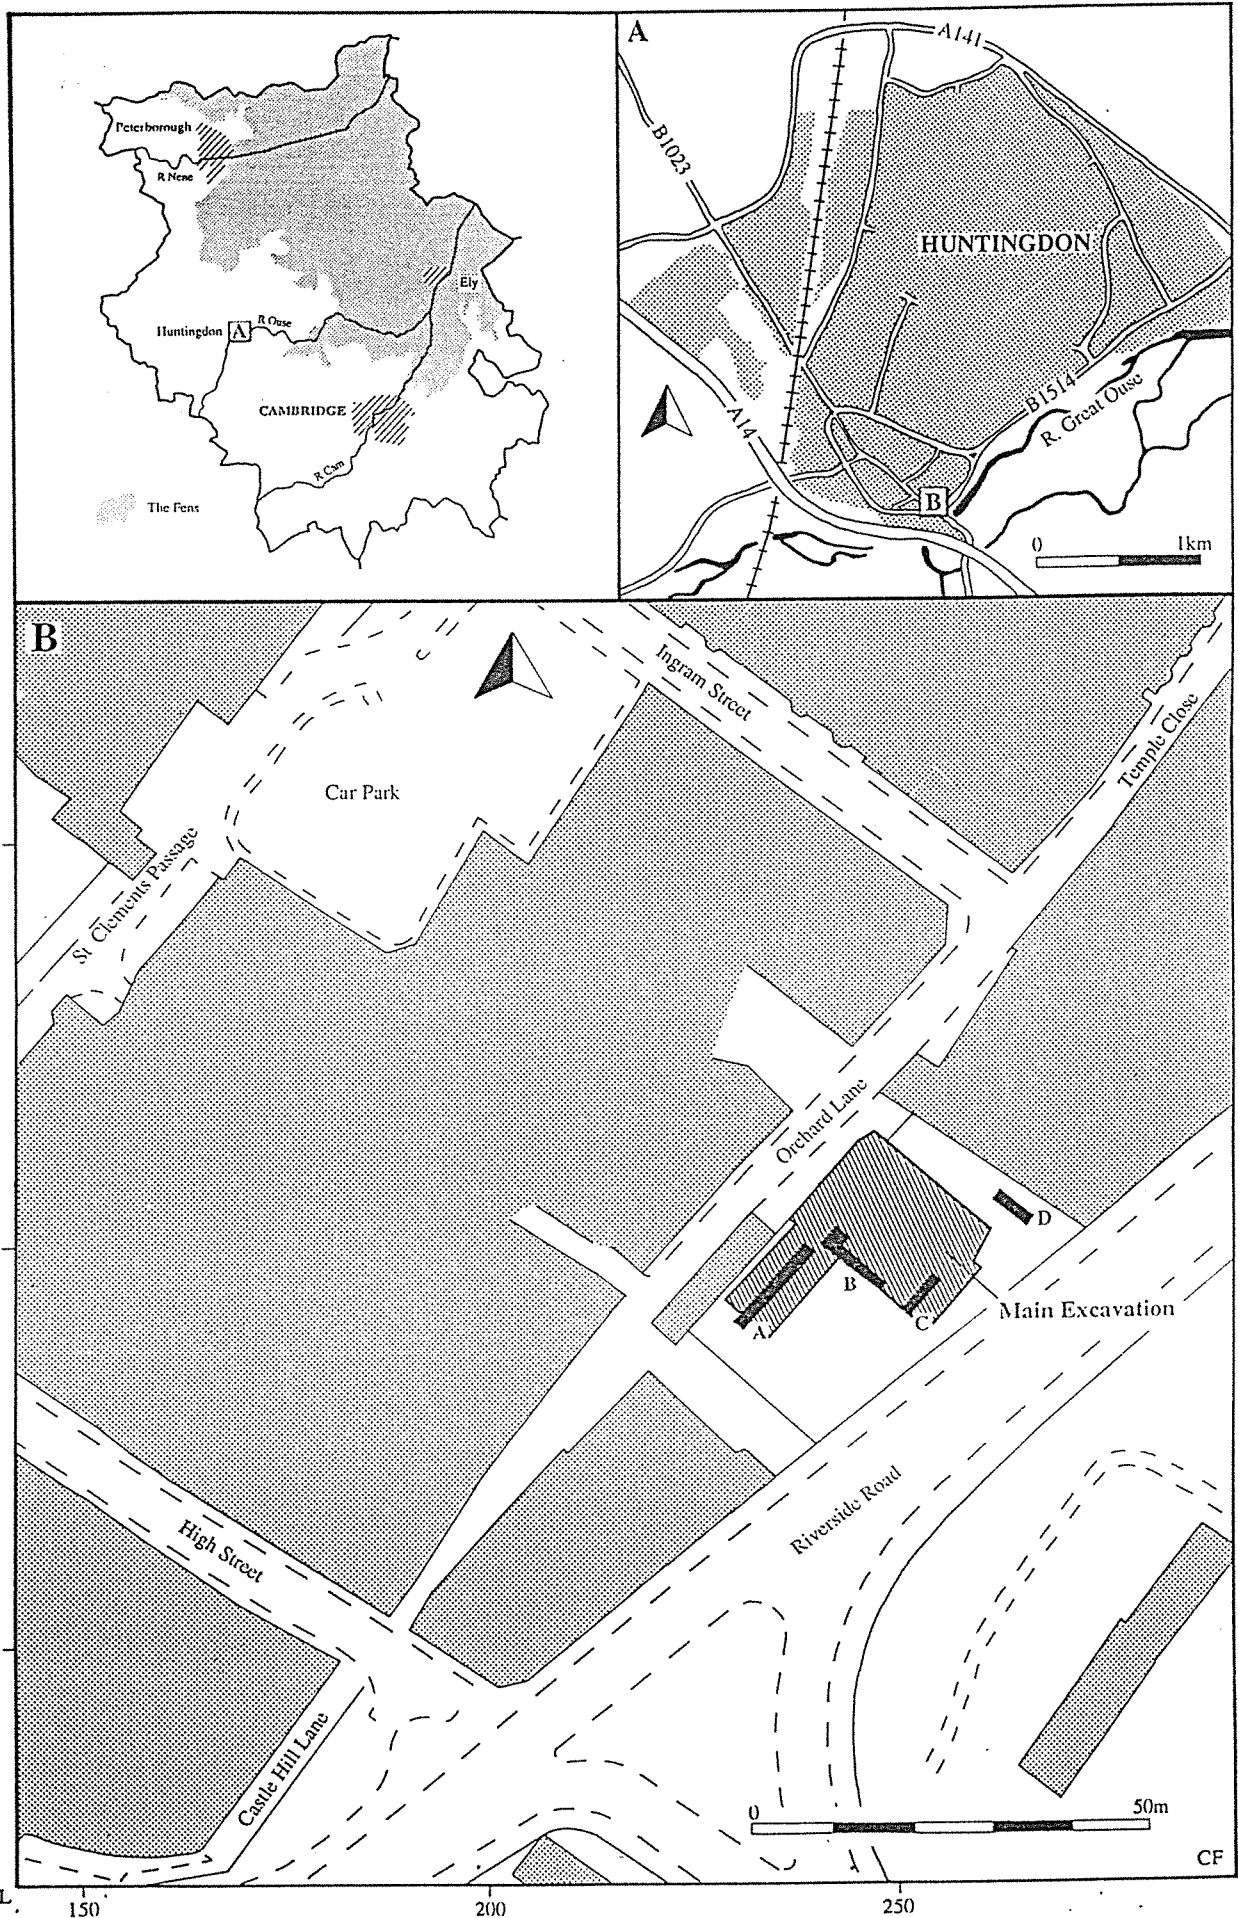 Peterborough
R Nene
Ely
Huntingdon
A
R Ouse
CAMBRIDGE
R Cam
The Fens
A
A141
B1023
HUNTINGDON
B1514
R. Great Ouse
A14
B
0
1km
B
Ingram Street
Temple Close
Car Park
St Clements Passage
Orchard Lane
D
B
Main Excavation
C
A
Riverside Road
High Street
Castle Hill Lane
0
50m
CF
150
200
250